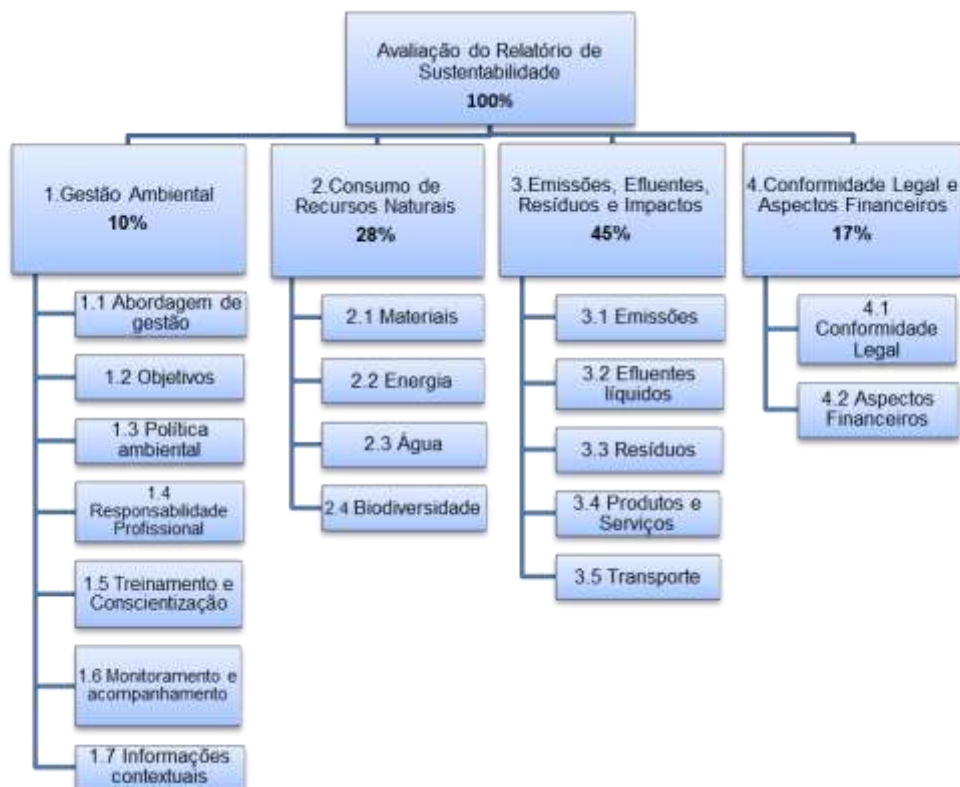 Avaliação do Relatório de
Sustentabilidade
100%
1.Gestão Ambiental
10%
2.Consumo de
Recursos Naturais
28%
3.Emissões, Efluentes,
Resíduos e Impactos
45%
4.Conformidade Legal e
Aspectos Financeiros
17%
1.1 Abordagem de
gestão
1.2 Objetivos
1.3 Política
ambiental
1.4
Responsabilidade
Profissional
1.5 Treinamento e
Conscientização
1.6 Monitoramento e
acompanhamento
1.7 Informações
contextuais
2.1 Materiais
2.2 Energia
2.3 Água
2.4 Biodiversidade
3.1 Emissões
3.2 Efluentes
líquidos
3.3 Resíduos
3.4 Produtos e
Serviços
3.5 Transporte
4.1
Conformidade
Legal
4.2 Aspectos
Financeiros